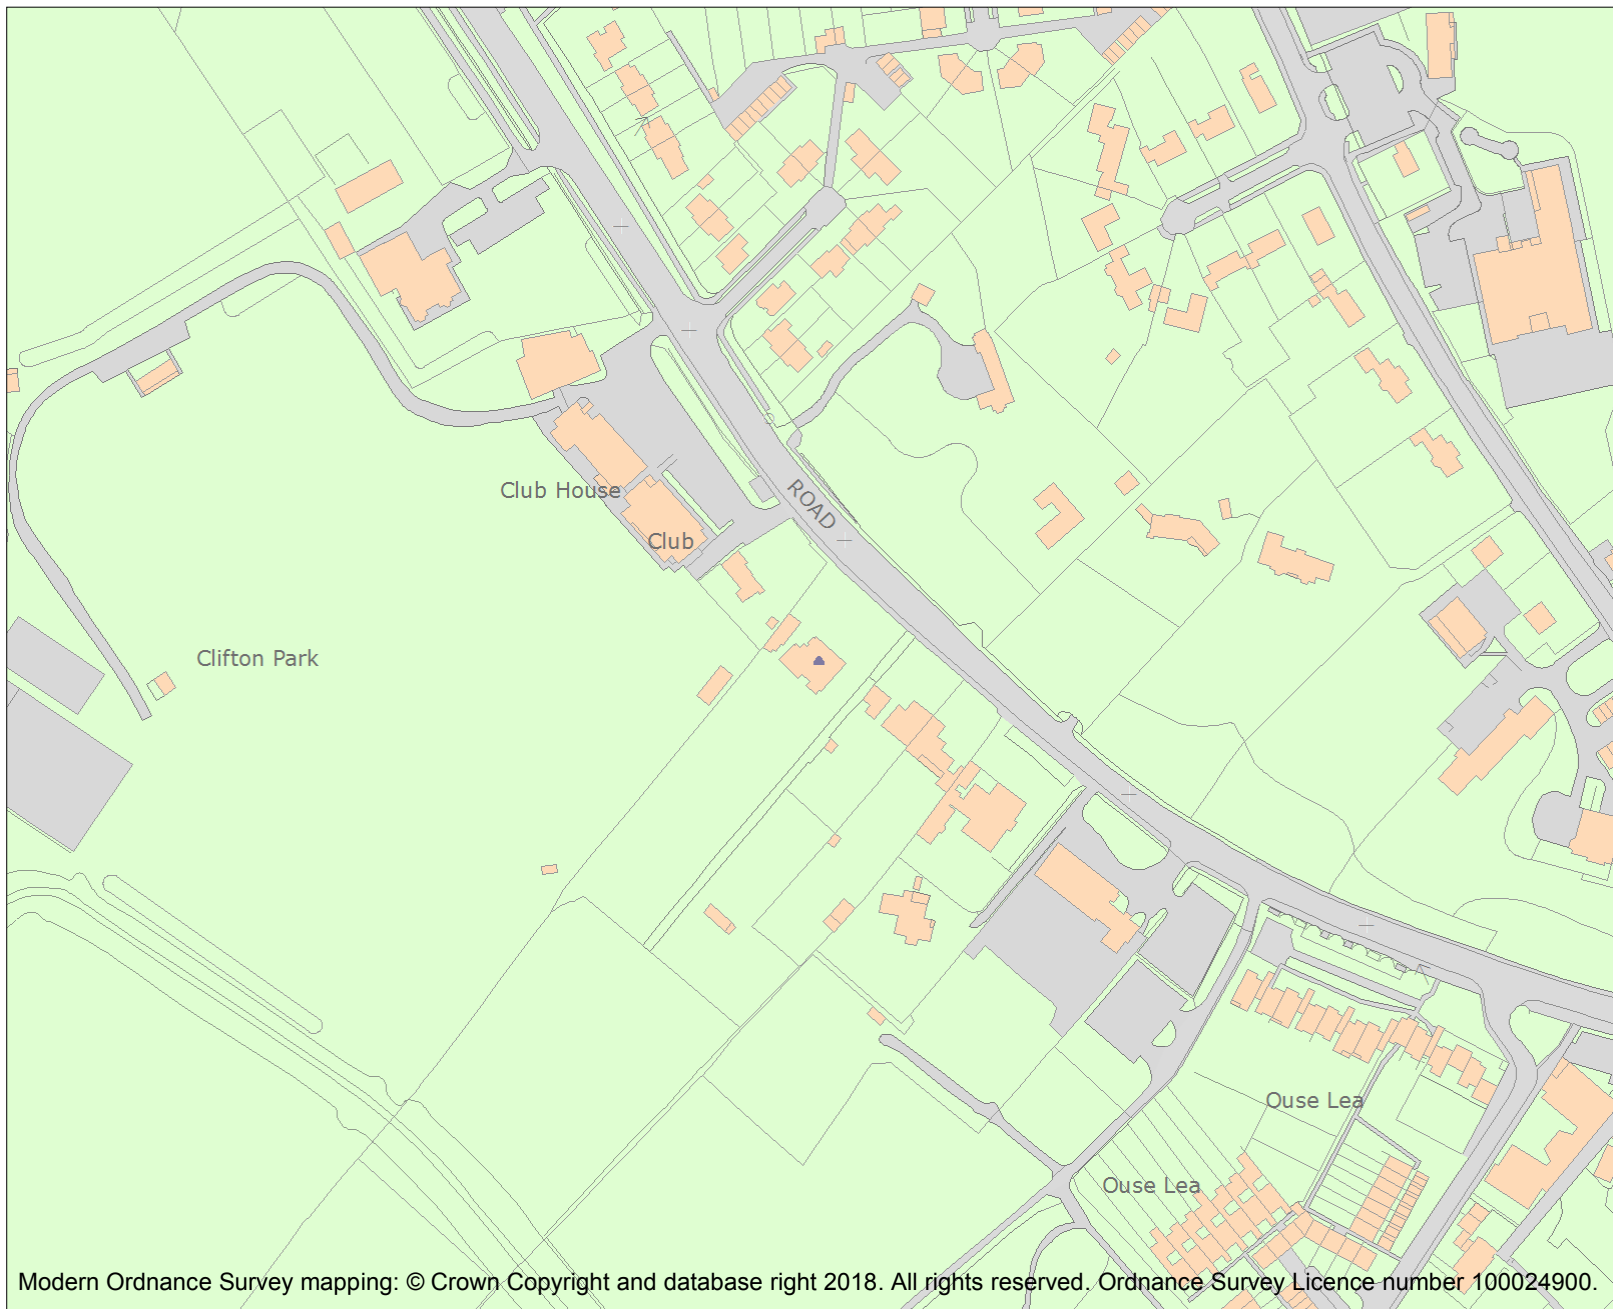 Club House
ROAD
Club
Clifton Park
Ouse Lea
Ouse Lea
Modern Ordnance Survey mapping: © Crown Copyright and database right 2018. All rights reserved. Ordnance Survey Licence number 100024900.